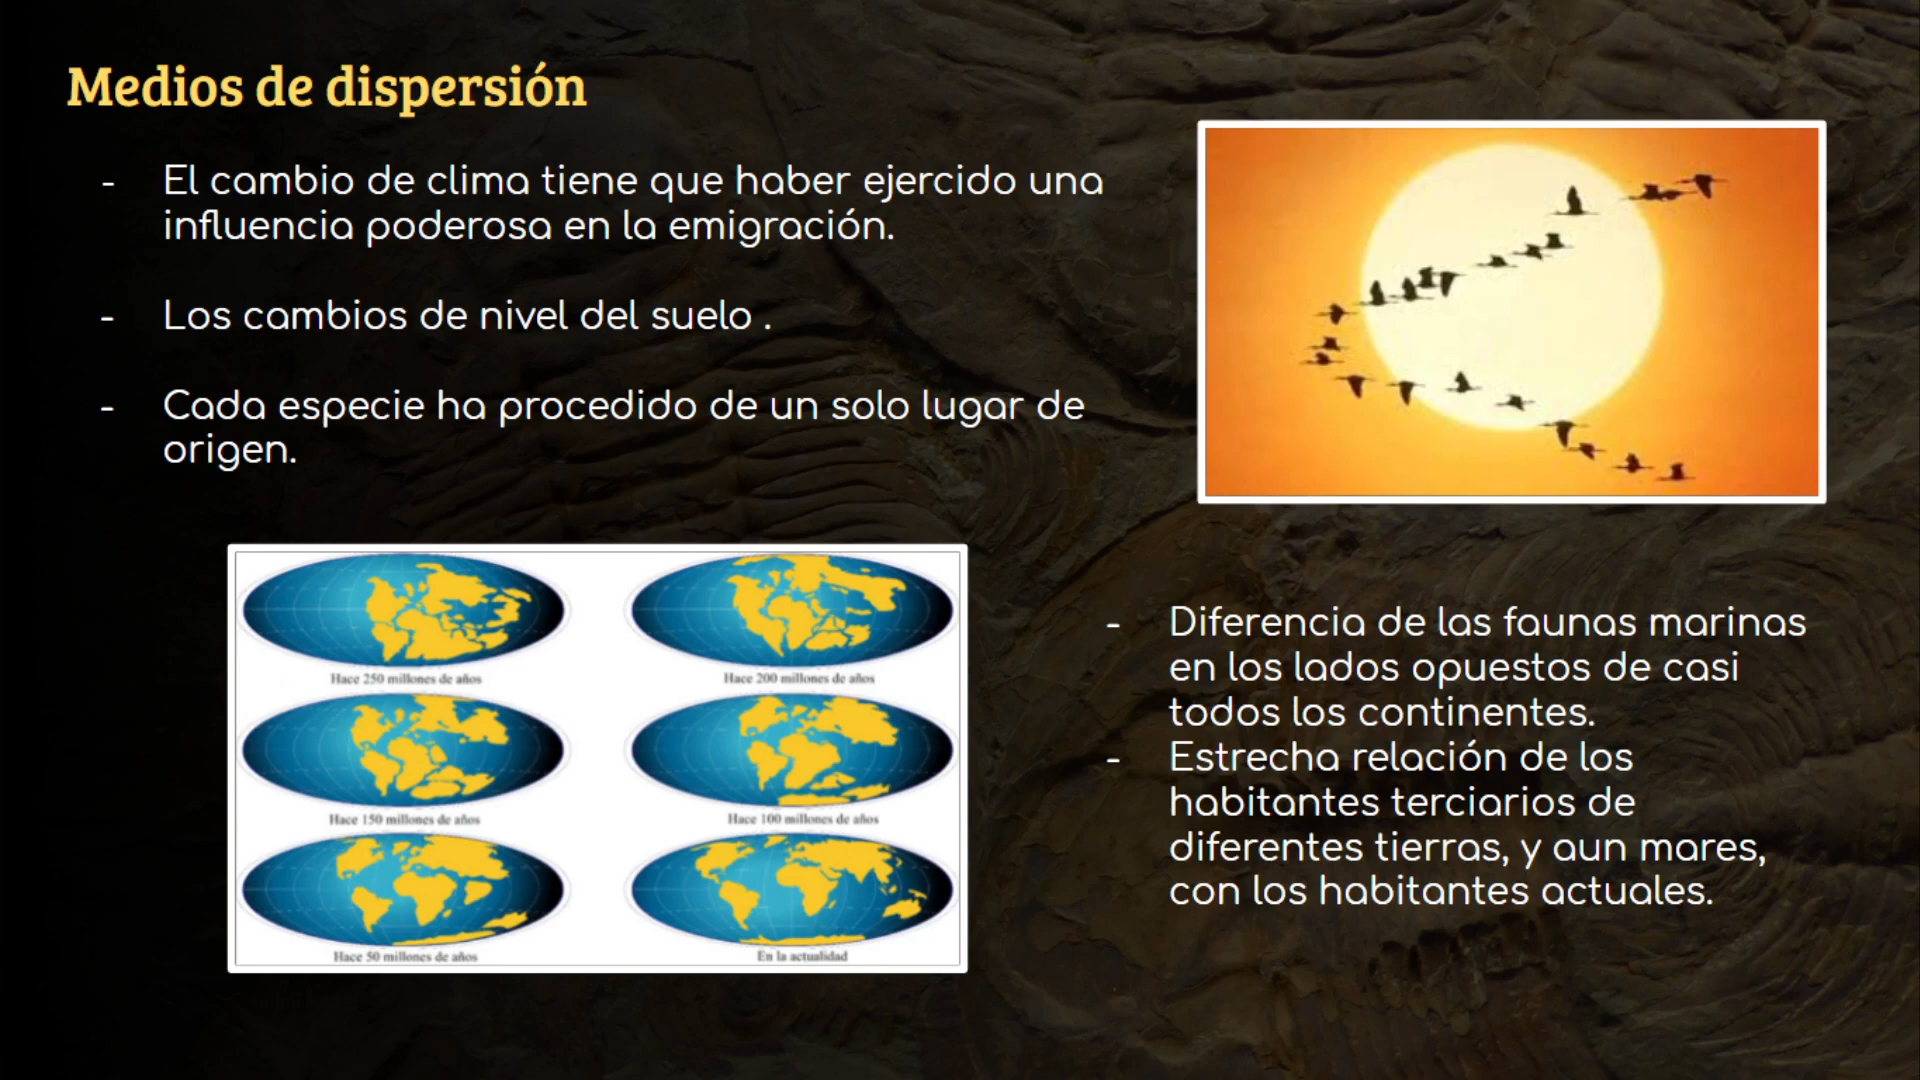 Medios de dispersión
- El cambio de clima tiene que haber ejercido una
influencia poderosa en la emigración.
- Los cambios de nivel del suelo .
- Cada especie ha procedido de un solo lugar de
origen.
Hace 250 millones de años
Hace 200 millones de años
Hace 150 millones de años
Hace 100 millones de años
Hace 50 millones de años
En la actualidad
- Diferencia de las faunas marinas
en los lados opuestos de casi
todos los continentes.
- Estrecha relación de los
habitantes terciarios de
diferentes tierras, y aun mares,
con los habitantes actuales.